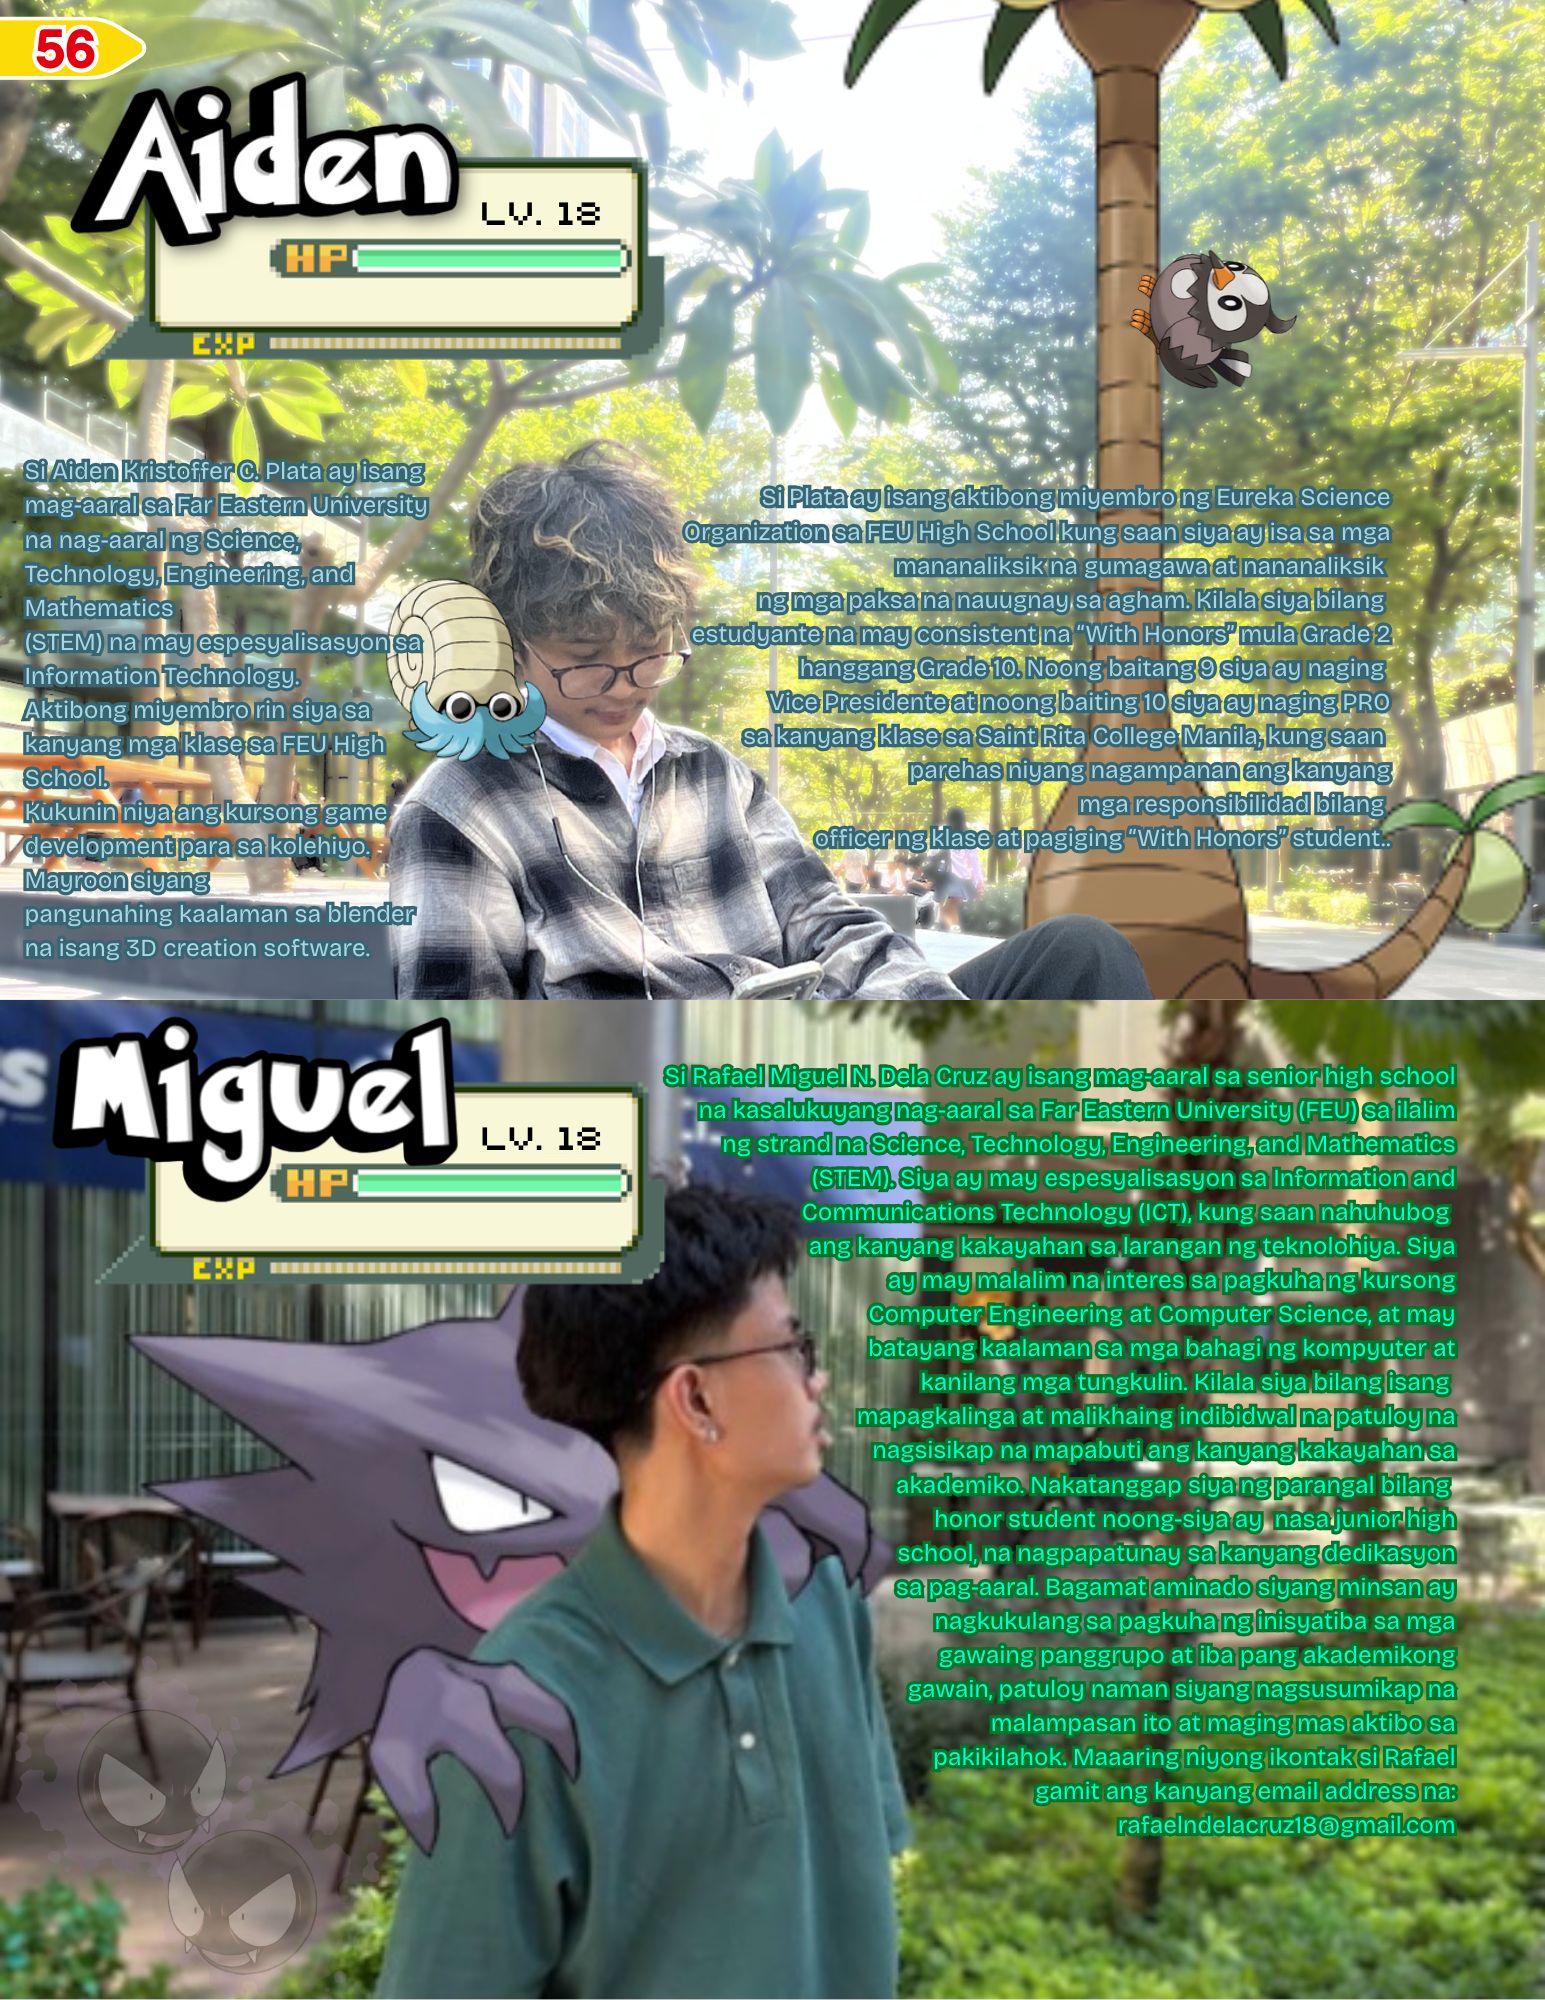 56
Aiden
LV. 18
HP
EXP
Si Aiden Kristoffer C. Plata ay isang
mag-aaral sa Far Eastern University
na nag-aaral ng Science,
Technology, Engineering, and
Mathematics
(STEM) na may espesyalisasyon sa
Information Technology.
Aktibong miyembro rin siya sa
kanyang mga klase sa FEU High
School.
Kukunin niya ang kursong game
development para sa kolehiyo.
Mayroon siyang
pangunahing kaalaman sa blender
na isang 3D creation software.
Si Plata ay isang aktibong miyembro ng Eureka Science
Organization sa FEU High School kung saan siya ay isa sa mga
mananaliksik na gumagawa at nananaliksik
ng mga paksa na nauugnay sa agham. Kilala siya bilang
estudyante na may consistent na “With Honors” mula Grade 2
hanggang Grade 10. Noong baitang 9 siya ay naging
Vice Presidente at noong baiting 10 siya ay naging PRO
sa kanyang klase sa Saint Rita College Manila, kung saan
parehas niyang nagampanan ang kanyang
mga responsibilidad bilang
officer ng klase at pagiging “With Honors” student..
Miguel
LV. 18
HP
EXP
Si Rafael Miguel N. Dela Cruz ay isang mag-aaral sa senior high school
na kasalukuyang nag-aaral sa Far Eastern University (FEU) sa ilalim
ng strand na Science, Technology, Engineering, and Mathematics
(STEM). Siya ay may espesyalisasyon sa Information and
Communications Technology (ICT), kung saan nahuhubog
ang kanyang kakayahan sa larangan ng teknolohiya. Siya
ay may malalim na interes sa pagkuha ng kursong
Computer Engineering at Computer Science, at may
batayang kaalaman sa mga bahagi ng kompyuter at
kanilang mga tungkulin. Kilala siya bilang isang
mapagkalinga at malikhaing indibidwal na patuloy na
nagsisikap na mapabuti ang kanyang kakayahan sa
akademiko. Nakatanggap siya ng parangal bilang
honor student noong-siya ay  nasa junior high
school, na nagpapatunay sa kanyang dedikasyon
sa pag-aaral. Bagamat aminado siyang minsan ay
nagkukulang sa pagkuha ng inisyatiba sa mga
gawaing panggrupo at iba pang akademikong
gawain, patuloy naman siyang nagsusumikap na
malampasan ito at maging mas aktibo sa
pakikilahok. Maaaring niyong ikontak si Rafael
gamit ang kanyang email address na:
rafaelndelacruz18@gmail.com